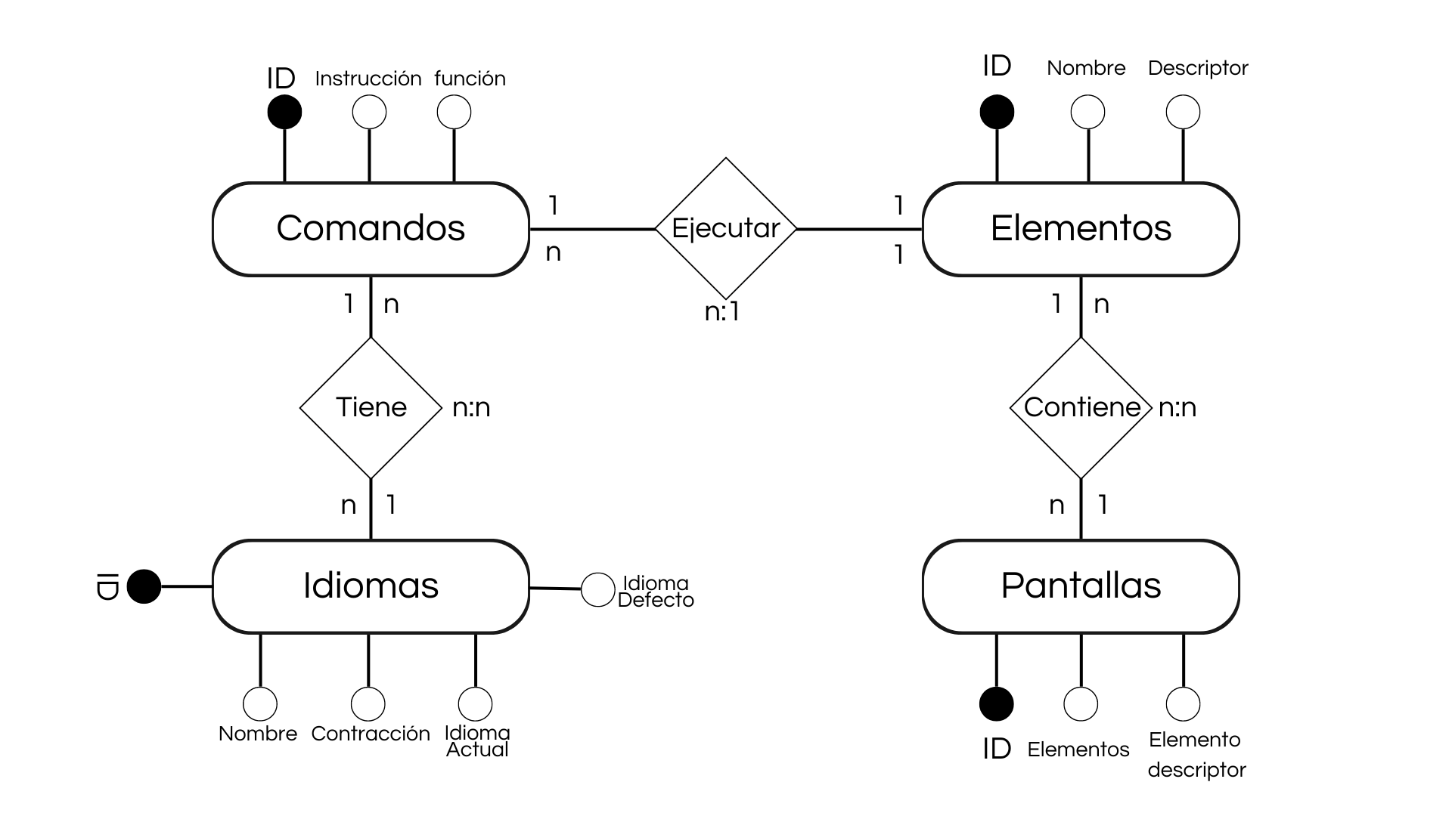 ID Instrucción función
ID Nombre Descriptor
Comandos
1
n
Ejecutar
n:1
1
1
Elementos
1 n
Tiene n:n
n 1
1 n
Contiene n:n
n 1
ID
Idiomas
Idioma
Defecto
Nombre Contracción Idioma
Actual
Pantallas
ID Elementos Elemento
descriptor